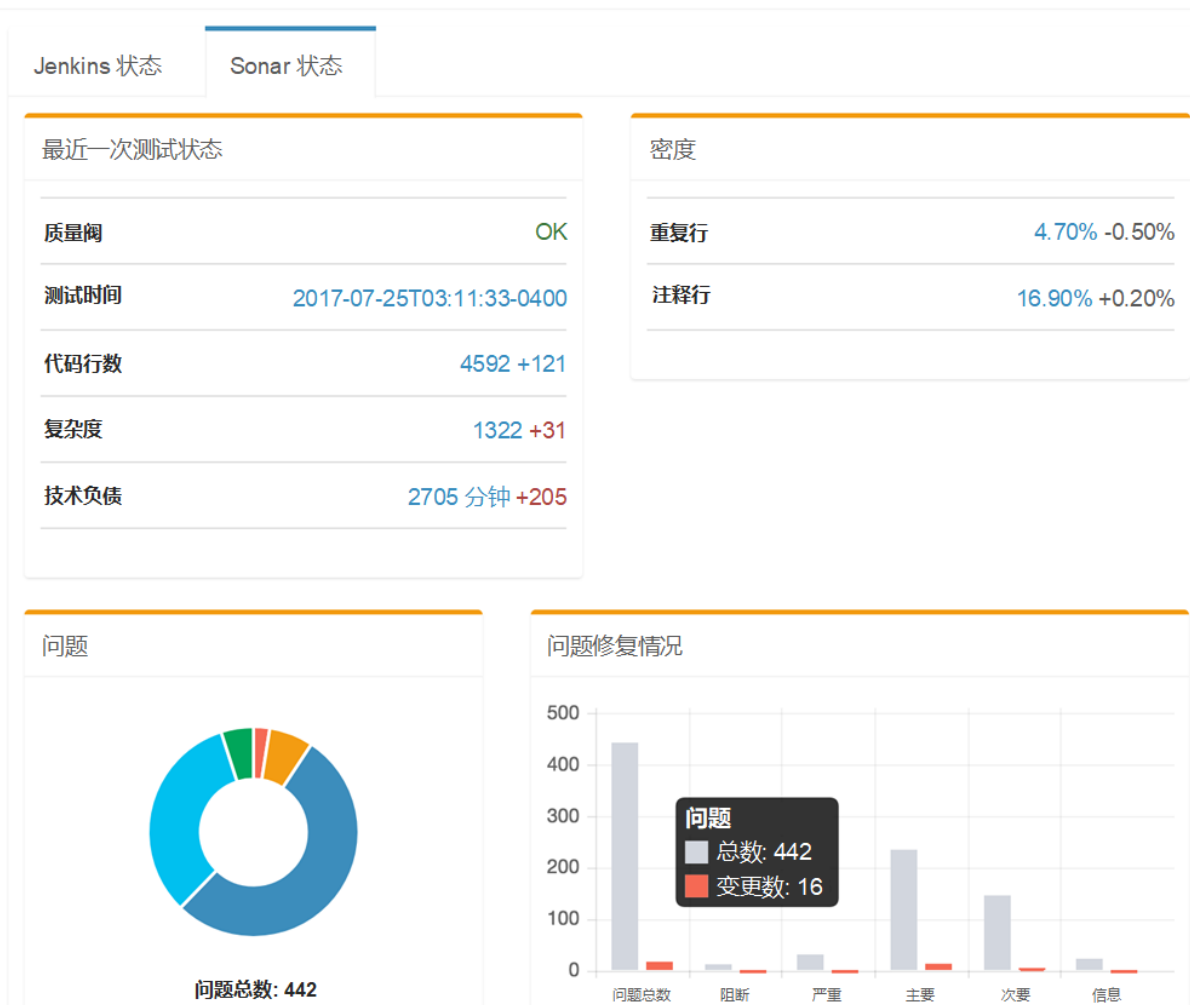 Jenkins 状态
Sonar 状态
最近一次测试状态
质量阀 OK
测试时间 2017-07-25T03:11:33-0400
代码行数 4592 +121
复杂度 1322 +31
技术负债 2705 分钟 +205
密度
重复行 4.70% -0.50%
注释行 16.90% +0.20%
问题
问题总数: 442
问题修复情况
500
400
300
200
100
0
问题
总数: 442
变更数: 16
问题总数 阻断 严重 主要 次要 信息